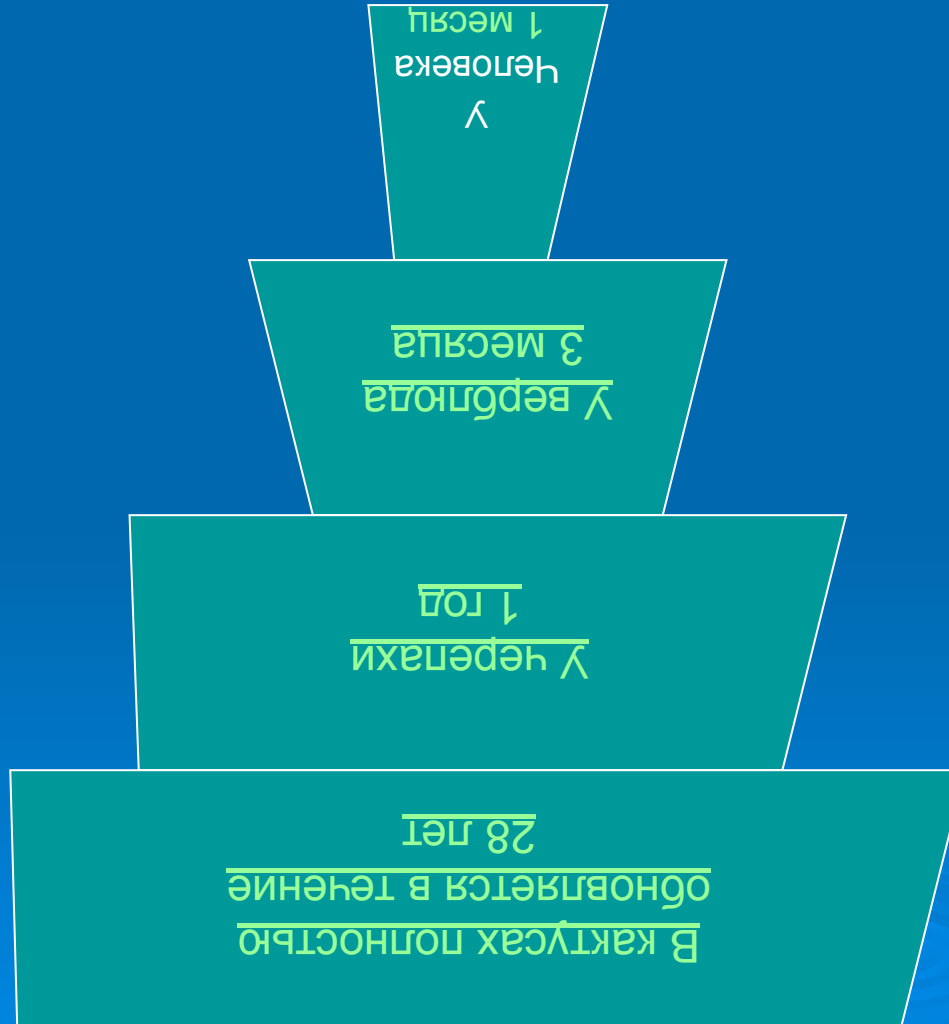 В кактусах полностью
обновляется в течение
28 лет
У черепахи
1 год
У верблюда
3 месяца
У
Человека
1 месяц